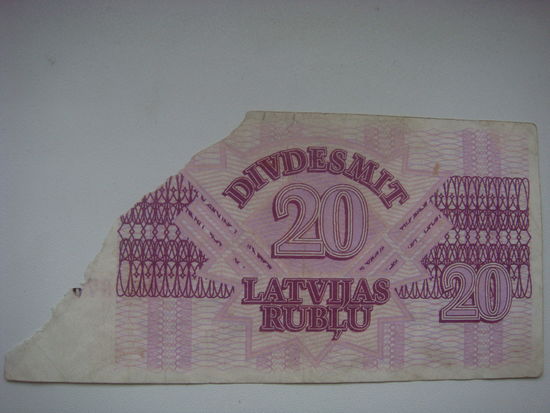 DIVDESMIT
20
LATVIJAS
RUBĻU
20